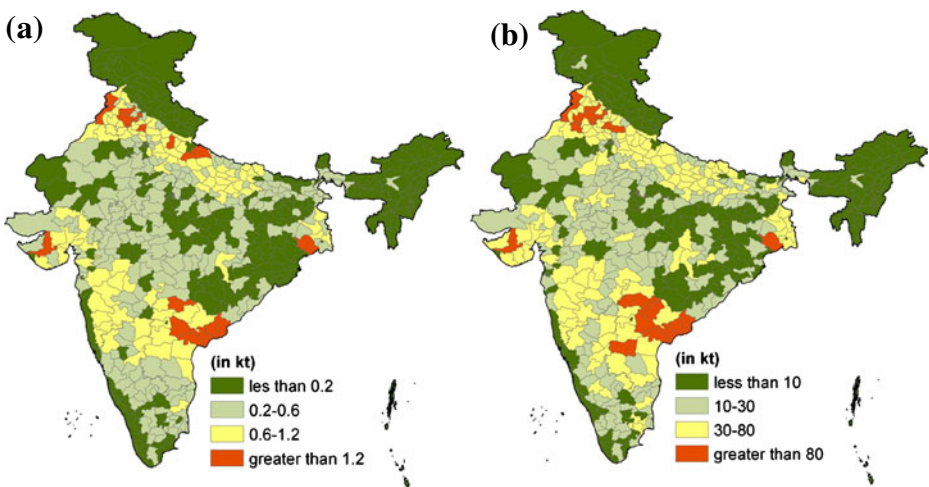 (a)
(in kt)
les than 0.2
0.2-0.6
0.6-1.2
greater than 1.2
(b)
(in kt)
less than 10
10-30
30-80
greater than 80